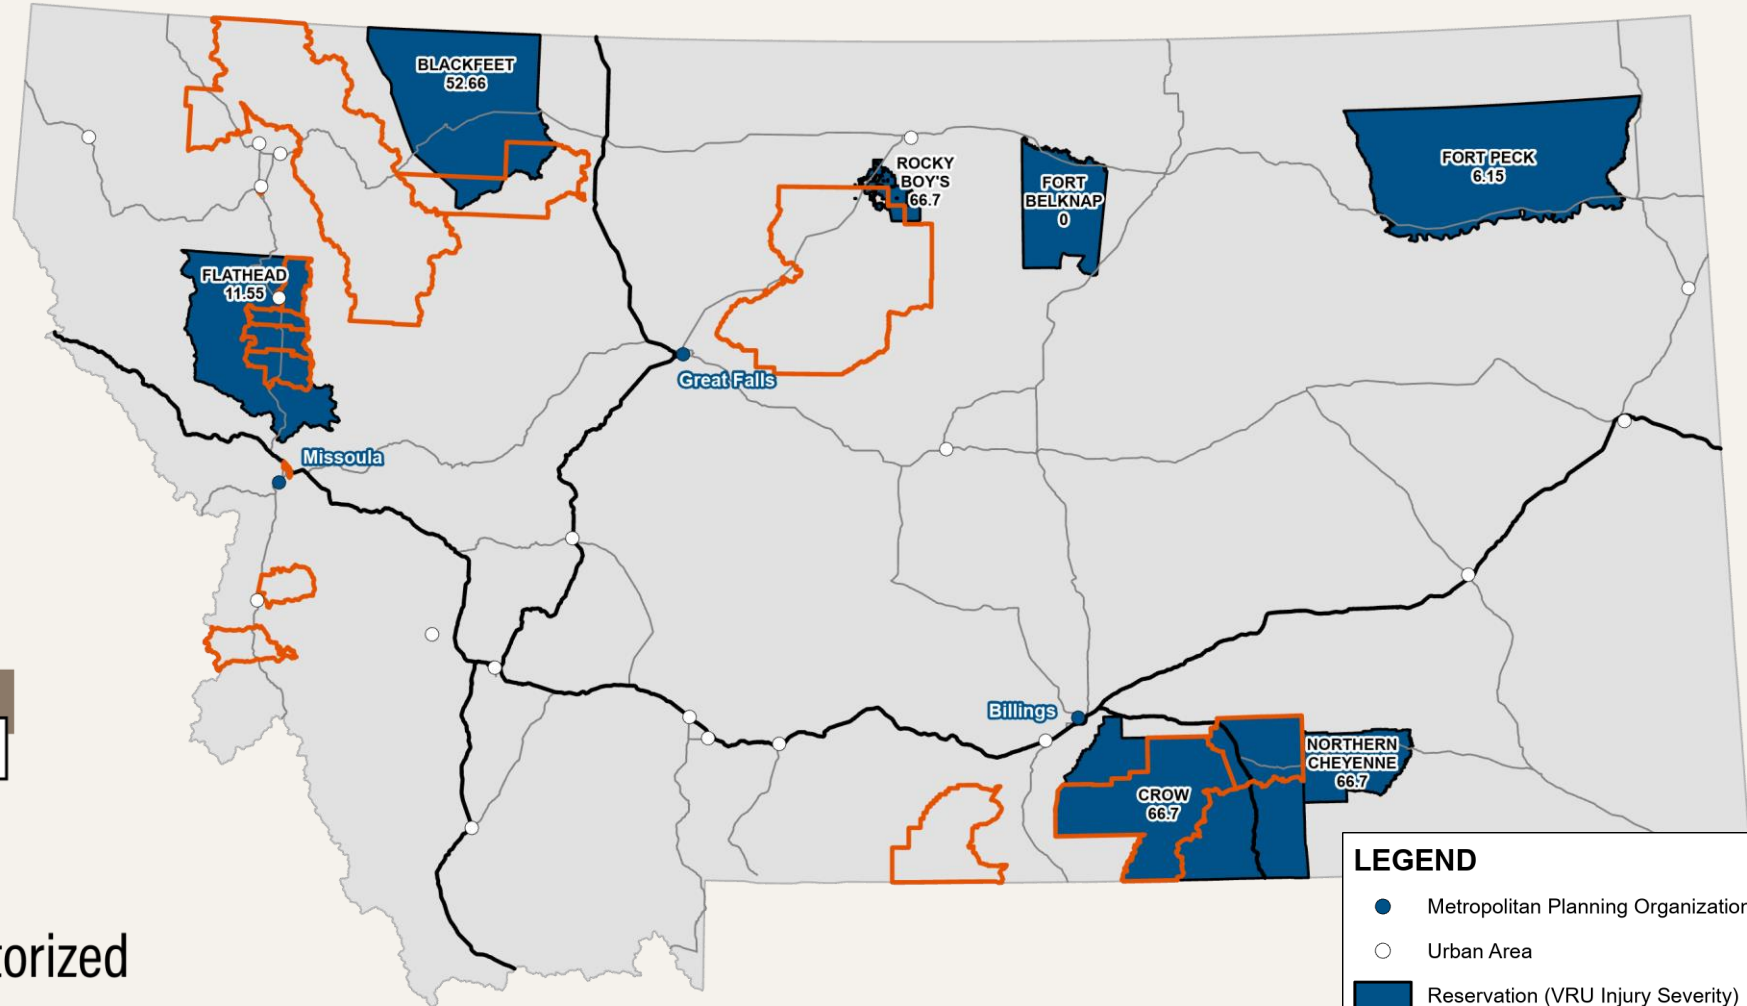 BLACKFEET
52.66
ROCKY
BOY'S
66.7
FORT
BELKNAP
0
FORT PECK
6.15
FLATHEAD
11.55
Great Falls
Missoula
Billings
CROW
66.7
NORTHERN
CHEYENNE
66.7
LEGEND
Metropolitan Planning Organization
Urban Area
Reservation (VRU Injury Severity)
torized